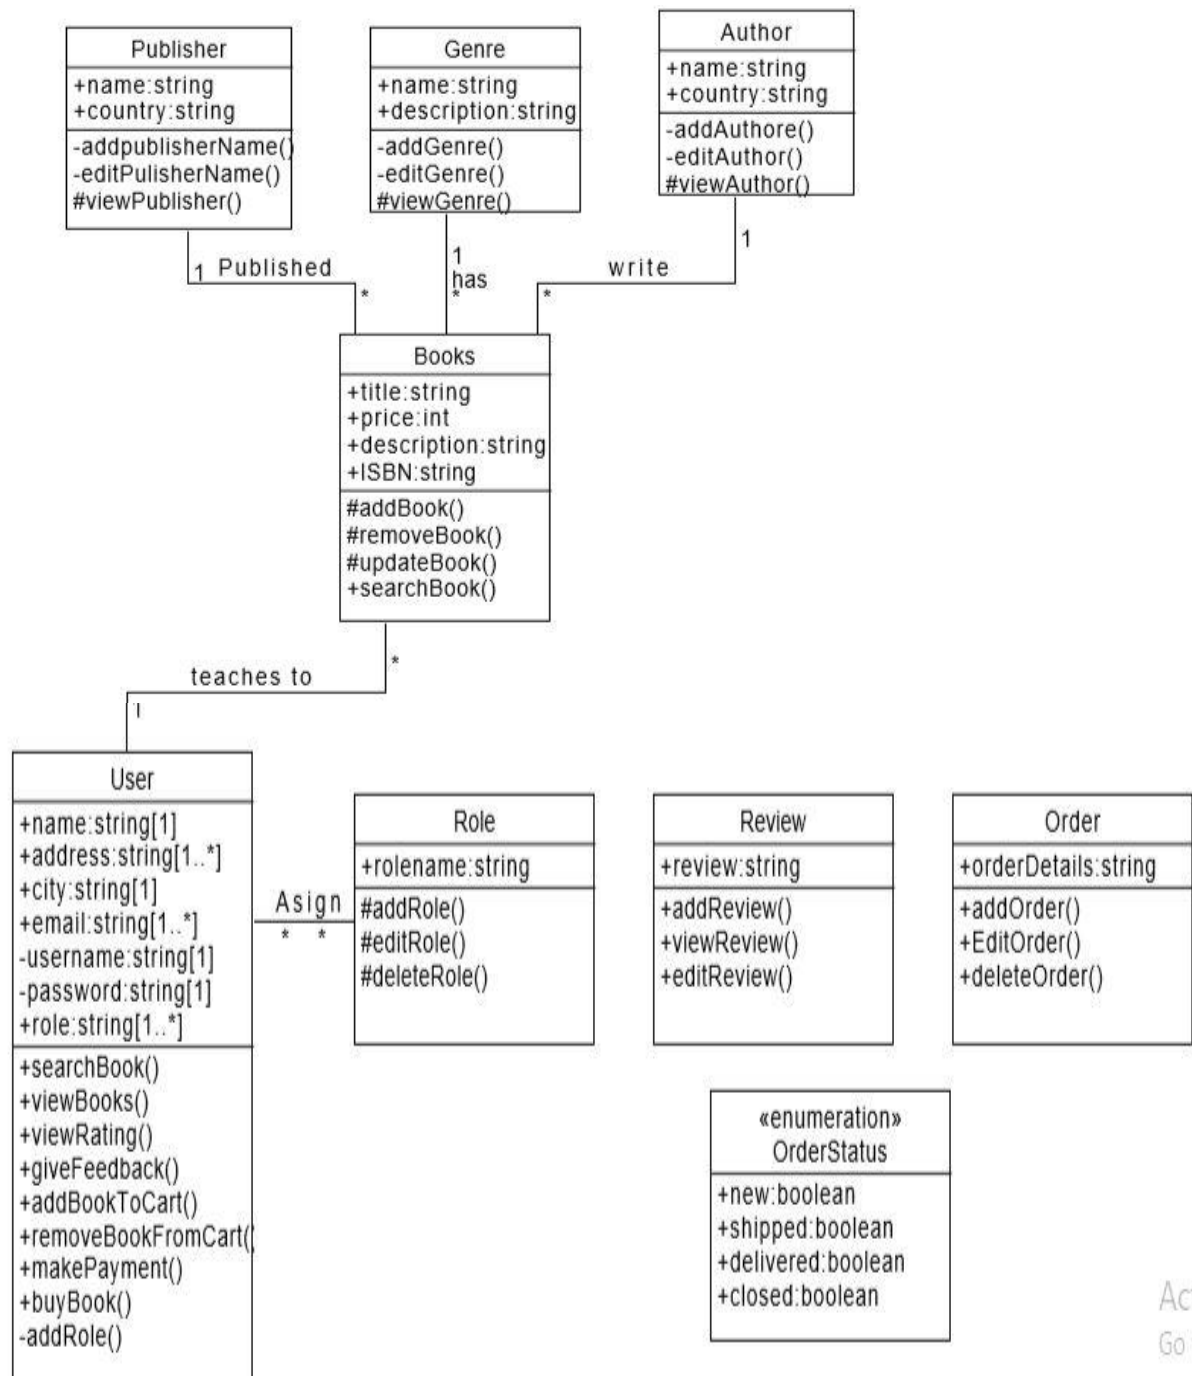 Publisher
+name:string
+country:string
-addpublisherName()
-editPulisherName()
#viewPublisher()
Genre
+name:string
+description:string
-addGenre()
-editGenre()
#viewGenre()
Author
+name:string
+country:string
-addAuthore()
-editAuthor()
#viewAuthor()
1 Published
*
1
has
*
write
1
*
Books
+title:string
+price:int
+description:string
+ISBN:string
#addBook()
#removeBook()
#updateBook()
+searchBook()
*
teaches to
1
User
+name:string[1]
+address:string[1..*]
+city:string[1]
+email:string[1..*]
-username:string[1]
-password:string[1]
+role:string[1..*]
+searchBook()
+viewBooks()
+viewRating()
+giveFeedback()
+addBookToCart()
+removeBookFromCart(
+makePayment()
+buyBook()
-addRole()
Asign
* *
Role
+rolename:string
#addRole()
#editRole()
#deleteRole()
Review
+review:string
+addReview()
+viewReview()
+editReview()
Order
+orderDetails:string
+addOrder()
+EditOrder()
+deleteOrder()
«enumeration»
OrderStatus
+new:boolean
+shipped:boolean
+delivered:boolean
+closed:boolean
Go